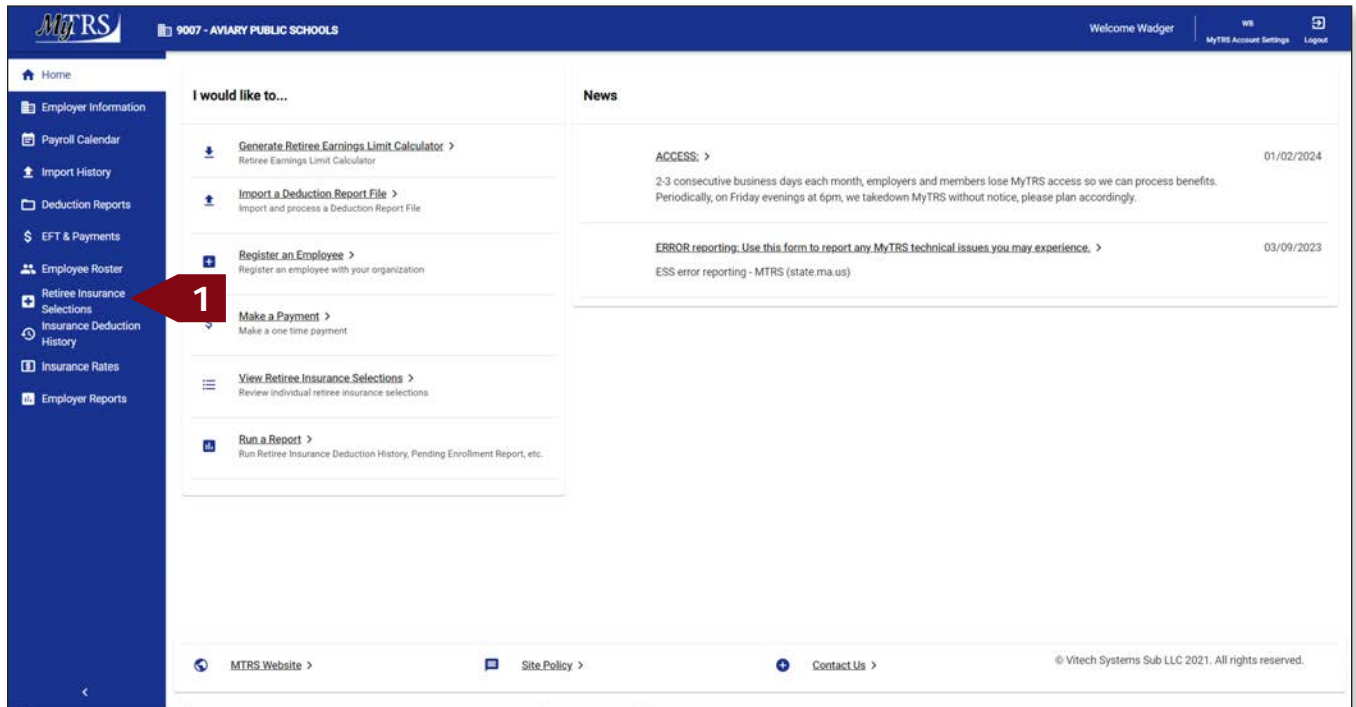 MyTRS
9007 - AVIARY PUBLIC SCHOOLS
Welcome Wadger
WB
MyTRS Account Settings
Logout
Home
Employer Information
Payroll Calendar
Import History
Deduction Reports
EFT & Payments
Employee Roster
Retiree Insurance
Selections
Insurance Deduction
History
Insurance Rates
Employer Reports
1
I would like to...
Generate Retiree Earnings Limit Calculator >
Retiree Earnings Limit Calculator
Import a Deduction Report File >
Import and process a Deduction Report File
Register an Employee >
Register an employee with your organization
Make a Payment >
Make a one time payment
View Retiree Insurance Selections >
Review individual retiree insurance selections
Run a Report >
Run Retiree Insurance Deduction History, Pending Enrollment Report, etc.
News
ACCESS: >
01/02/2024
2-3 consecutive business days each month, employers and members lose MyTRS access so we can process benefits.
Periodically, on Friday evenings at 6pm, we takedown MyTRS without notice, please plan accordingly.
ERROR reporting: Use this form to report any MyTRS technical issues you may experience. >
03/09/2023
ESS error reporting - MTRS (state.ma.us)
MTRS Website >
Site Policy >
Contact Us >
© Vitech Systems Sub LLC 2021. All rights reserved.